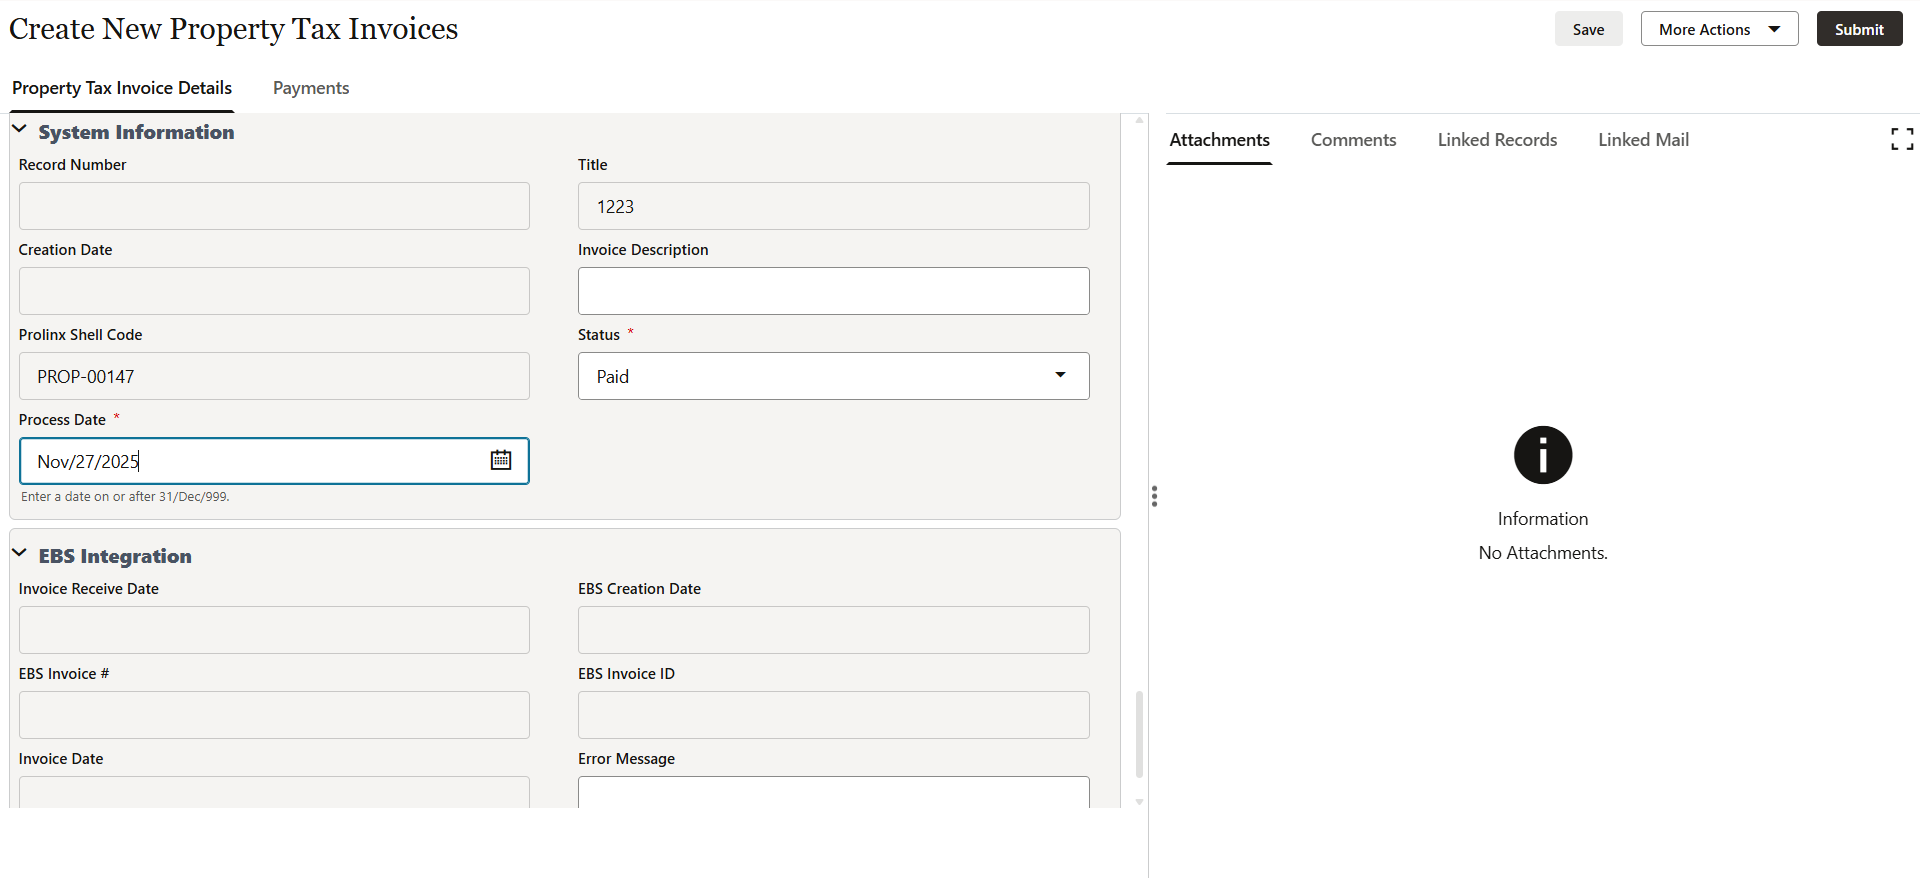 Create New Property Tax Invoices
Save
More Actions
Submit
Property Tax Invoice Details
Payments
System Information
Record Number
Title
1223
Creation Date
Invoice Description
Prolinx Shell Code
Status *
PROP-00147
Paid
Process Date *
Nov/27/2025
Enter a date on or after 31/Dec/999.
EBS Integration
Invoice Receive Date
EBS Creation Date
EBS Invoice #
EBS Invoice ID
Invoice Date
Error Message
Attachments
Comments
Linked Records
Linked Mail
Information
No Attachments.